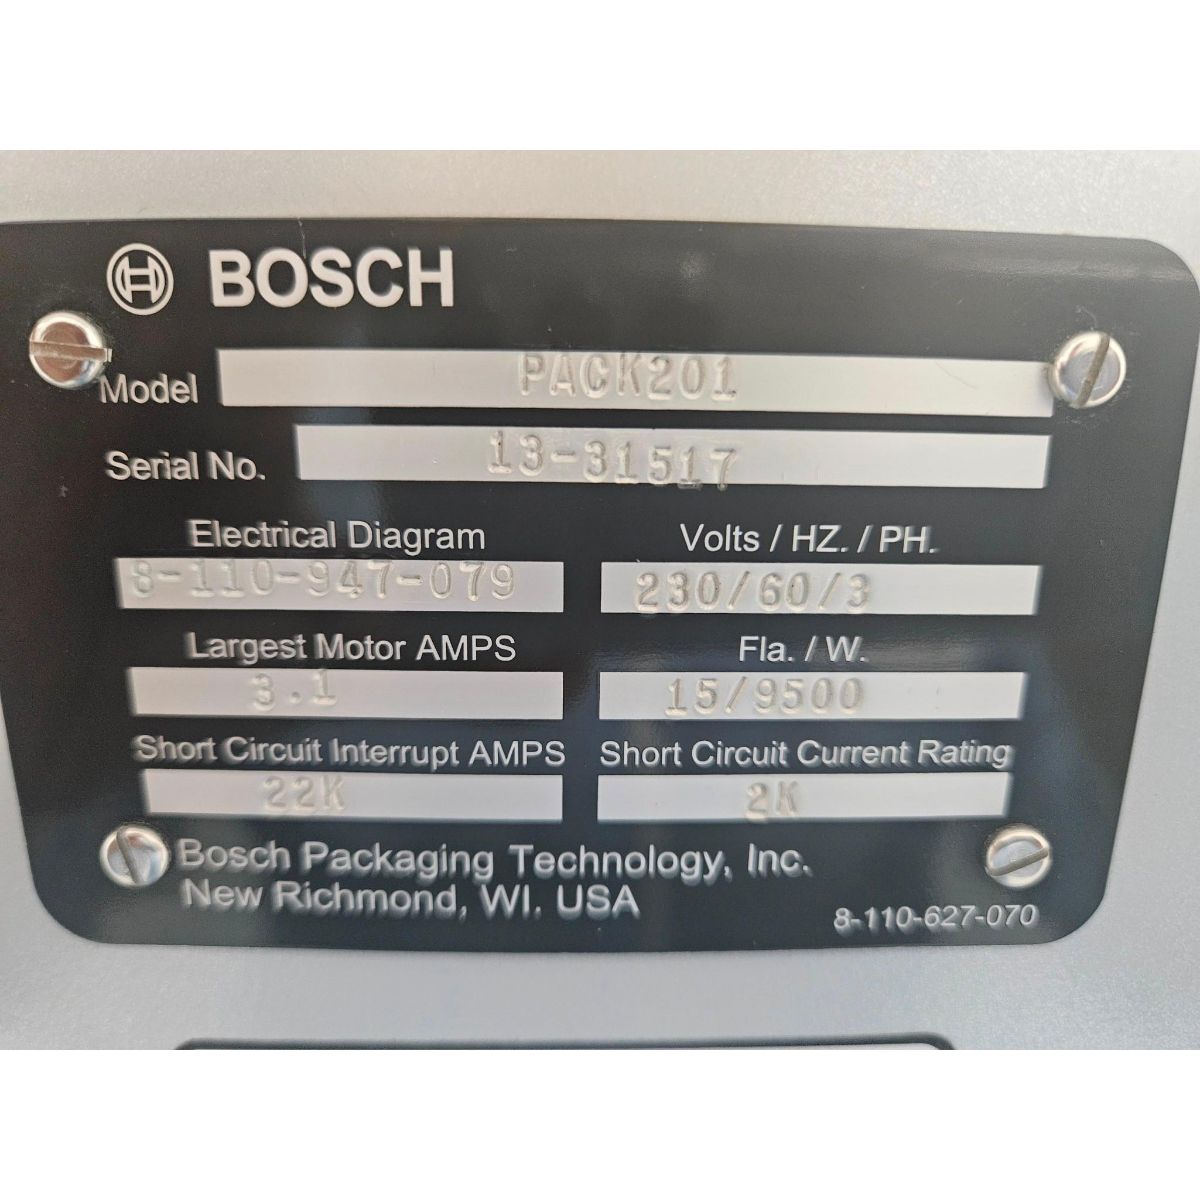 BOSCH
Model PACK201
Serial No. 13-31517
Electrical Diagram Volts / HZ. / PH.
8-110-947-079 230/60/3
Largest Motor AMPS Fla. / W.
3.1 15/9500
Short Circuit Interrupt AMPS Short Circuit Current Rating
22K 2K
Bosch Packaging Technology, Inc.
New Richmond, WI. USA
8-110-627-070